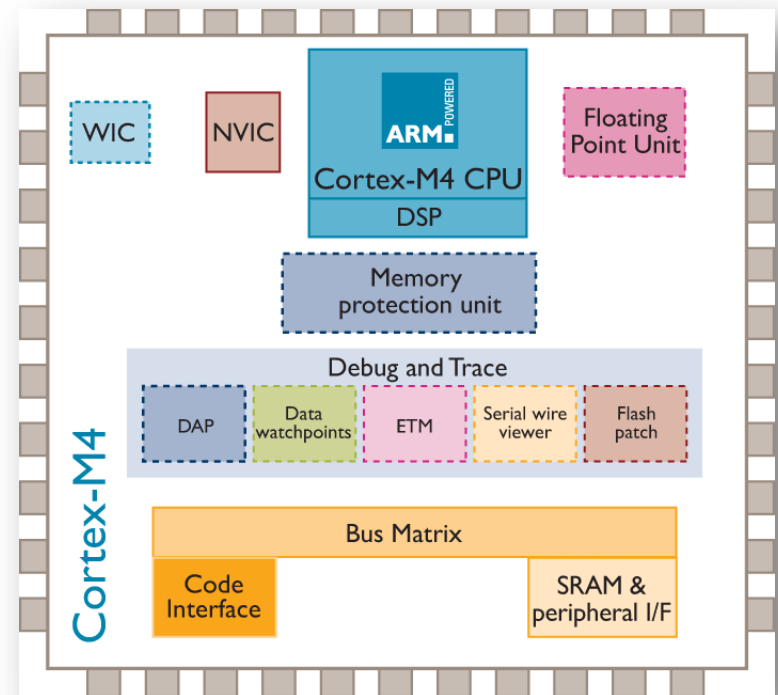 WIC
NVIC
ARM POWERED
Cortex-M4 CPU
DSP
Floating
Point Unit
Memory
protection unit
Debug and Trace
DAP
Data
watchpoints
ETM
Serial wire
viewer
Flash
patch
Cortex-M4
Bus Matrix
Code
Interface
SRAM &
peripheral I/F